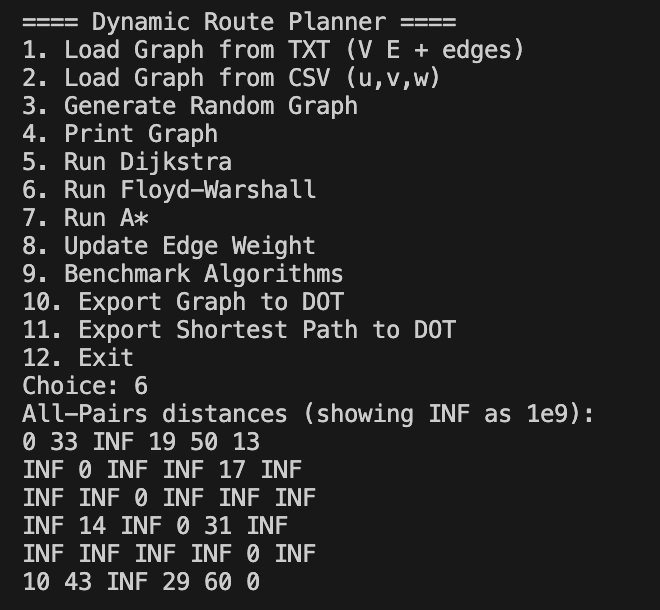 ==== Dynamic Route Planner ====
1. Load Graph from TXT (V E + edges)
2. Load Graph from CSV (u,v,w)
3. Generate Random Graph
4. Print Graph
5. Run Dijkstra
6. Run Floyd-Warshall
7. Run A*
8. Update Edge Weight
9. Benchmark Algorithms
10. Export Graph to DOT
11. Export Shortest Path to DOT
12. Exit
Choice: 6
All-Pairs distances (showing INF as 1e9):
0 33 INF 19 50 13
INF 0 INF INF 17 INF
INF INF 0 INF INF INF
INF 14 INF 0 31 INF
INF INF INF INF 0 INF
10 43 INF 29 60 0